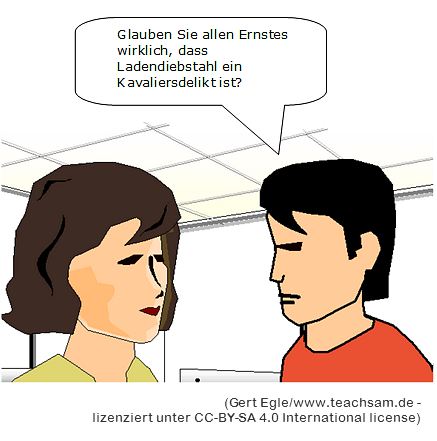 Glauben Sie allen Ernstes
wirklich, dass
Ladendiebstahl ein
Kavaliersdelikt ist?
(Gert Egle/www.teachsam.de -
lizenziert unter CC-BY-SA 4.0 International license)